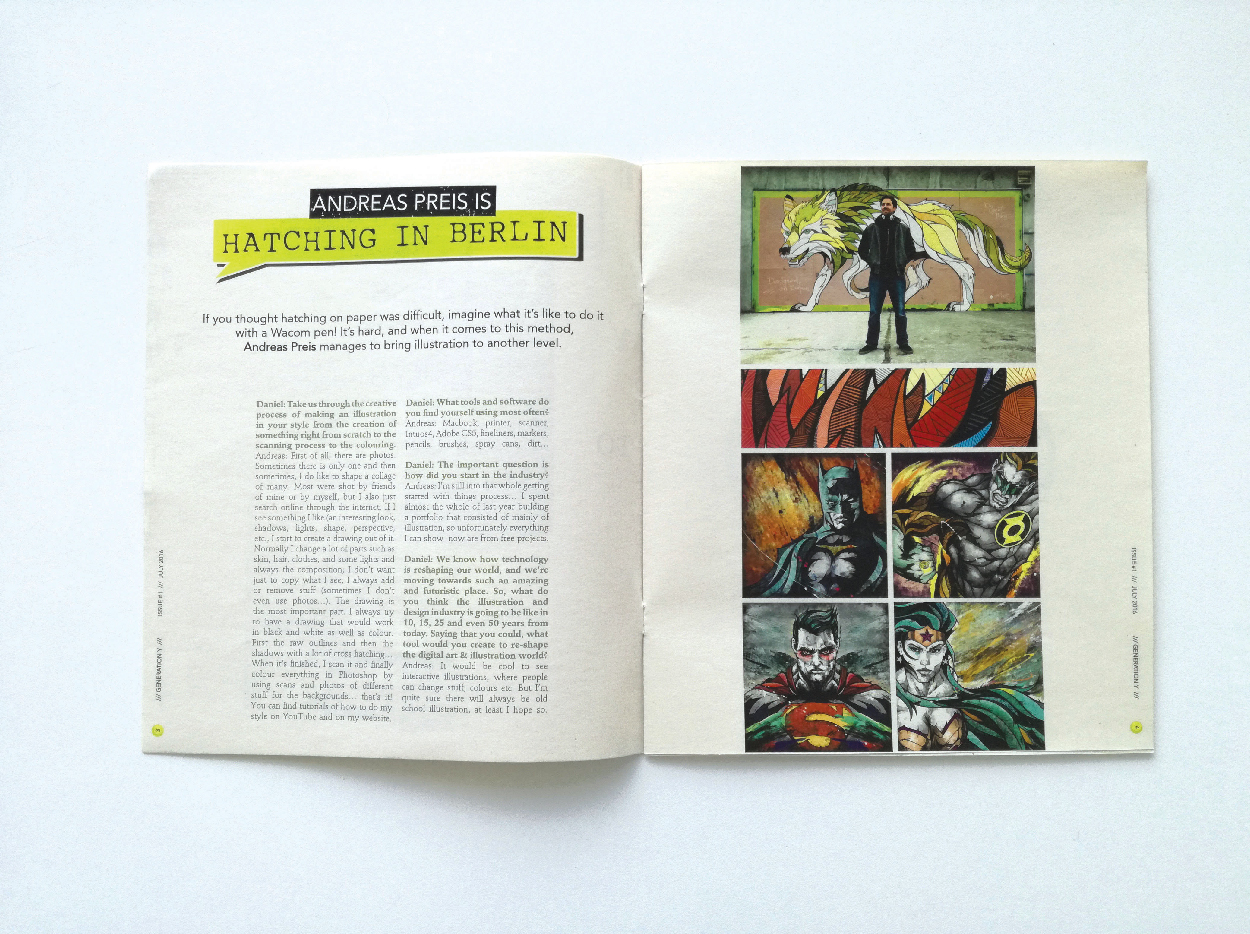 ANDREAS PREIS IS
HATCHING IN BERLIN
If you thought hatching on paper was difficult, imagine what it's like to do it
with a Wacom pen! It's hard, and when it comes to this method,
Andreas Preis manages to bring illustration to another level.
Daniel: Take us through the creative
process of making an illustration
in your style from the creation of
something right from scratch to the
scanning process to the colouring.
Andreas: First of all, there are photos.
Sometimes there is only one and then
sometimes, I do like to shape a collage
of many. Most were shot by friends
of mine or by myself, but I also just
search online through the internet. If I
see something I like (an interesting look,
shadows, lights, shape, perspective,
etc., I start to create a drawing out of it.
Normally I change a lot of parts such as
skin, hair, clothes, and some lights and
always the composition; I don't want
just to copy what I see, I always add
or remove stuff (sometimes I don't
even use photos...). The drawing is
the most important part. I always try
to have a drawing that would work
in black and white as well as colour.
First the raw outlines and then the
shadows with a lot of cross hatching...
When it's finished, I scan it and finally
colour everything in Photoshop by
using scans and photos of different
stuff for the backgrounds... that's it!
You can find tutorials of how to do my
style on YouTube and on my website.
Daniel: What tools and software do
you find yourself using most often?
Andreas: Macbook, printer, scanner,
Intuos4, Adobe CS5, fineliners, markers,
pencils, brushes, spray cans, dirt...
Daniel: The important question is
how did you start in the industry?
Andreas: I'm still into that whole getting
started with things process... I spent
almost the whole of last year building
a portfolio that consisted of mainly of
illustration, so unfortunately everything
I can show now are from free projects.
Daniel: We know how technology
is reshaping our world, and we're
moving towards such an amazing
and futuristic place. So, what do
you think the illustration and
design industry is going to be like in
10, 15, 25 and even 50 years from
today. Saying that you could, what
tool would you create to re-shape
the digital art & illustration world?
Andreas: It would be cool to see
interactive illustrations, where people
can change stuff, colours etc. But I'm
quite sure there will always be old
school illustration, at least I hope so.
/// GENERATION Y /// ISSUE #1 /// JULY 2016
ISSUE #1 /// JULY 2016 /// GENERATION Y ///